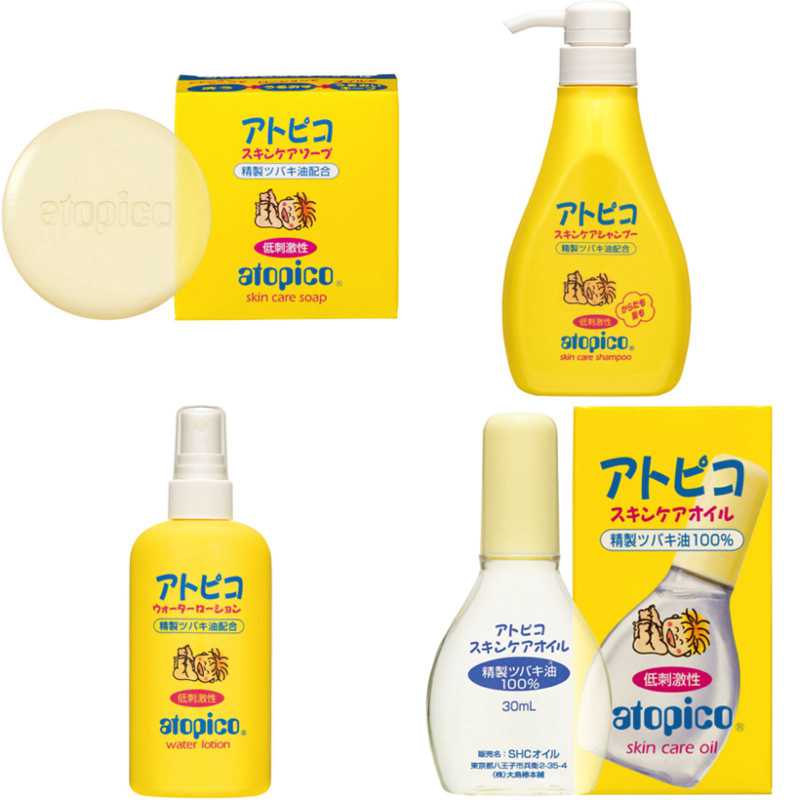 アトピコ
スキンケアソープ
精製ツバキ油配合
低刺激性
atopico®
skin care soap
atopico
アトピコ
スキンケアシャンプー
精製ツバキ油配合
からだも
髪も
低刺激性
atopico®
skin care shampoo
アトピコ
ウォーターローション
精製ツバキ油配合
低刺激性
atopico®
water lotion
アトピコ
スキンケアオイル
精製ツバキ油
100%
30mL
販売名:SHCオイル
東京都八王子市兵衛2-35-4
(株)大島椿本舗
アトピコ
スキンケアオイル
精製ツバキ油100%
低刺激性
atopico®
skin care oil